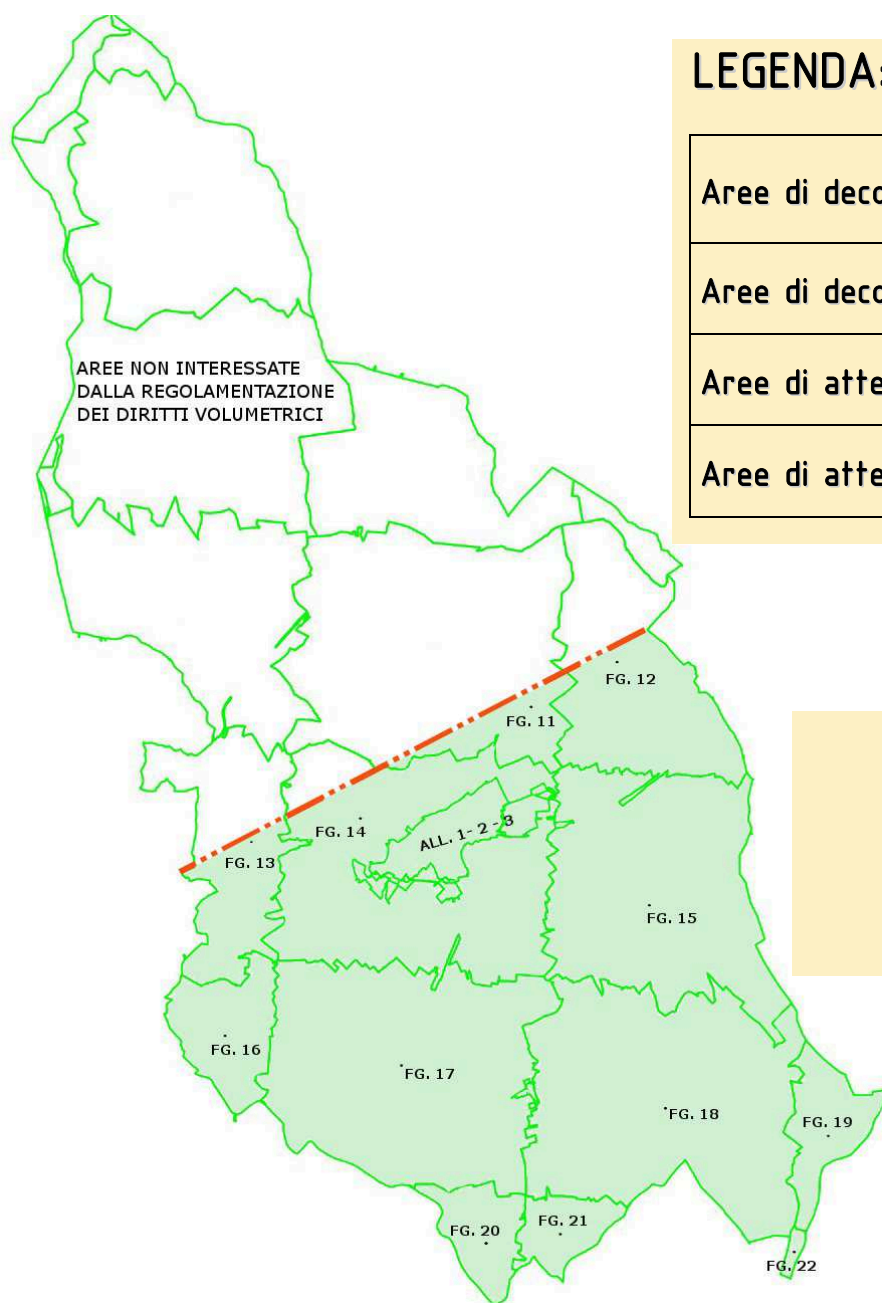 LEGENDA:
Aree di deco
Aree di deco
Aree di atte
Aree di atte
AREE NON INTERESSATE
DALLA REGOLAMENTAZIONE
DEI DIRITTI VOLUMETRICI
FG. 12
FG. 11
FG. 14
ALL. 1- 2 - 3
FG. 13
FG. 15
FG. 16
FG. 17
FG. 18
FG. 19
FG. 20
FG. 21
FG. 22